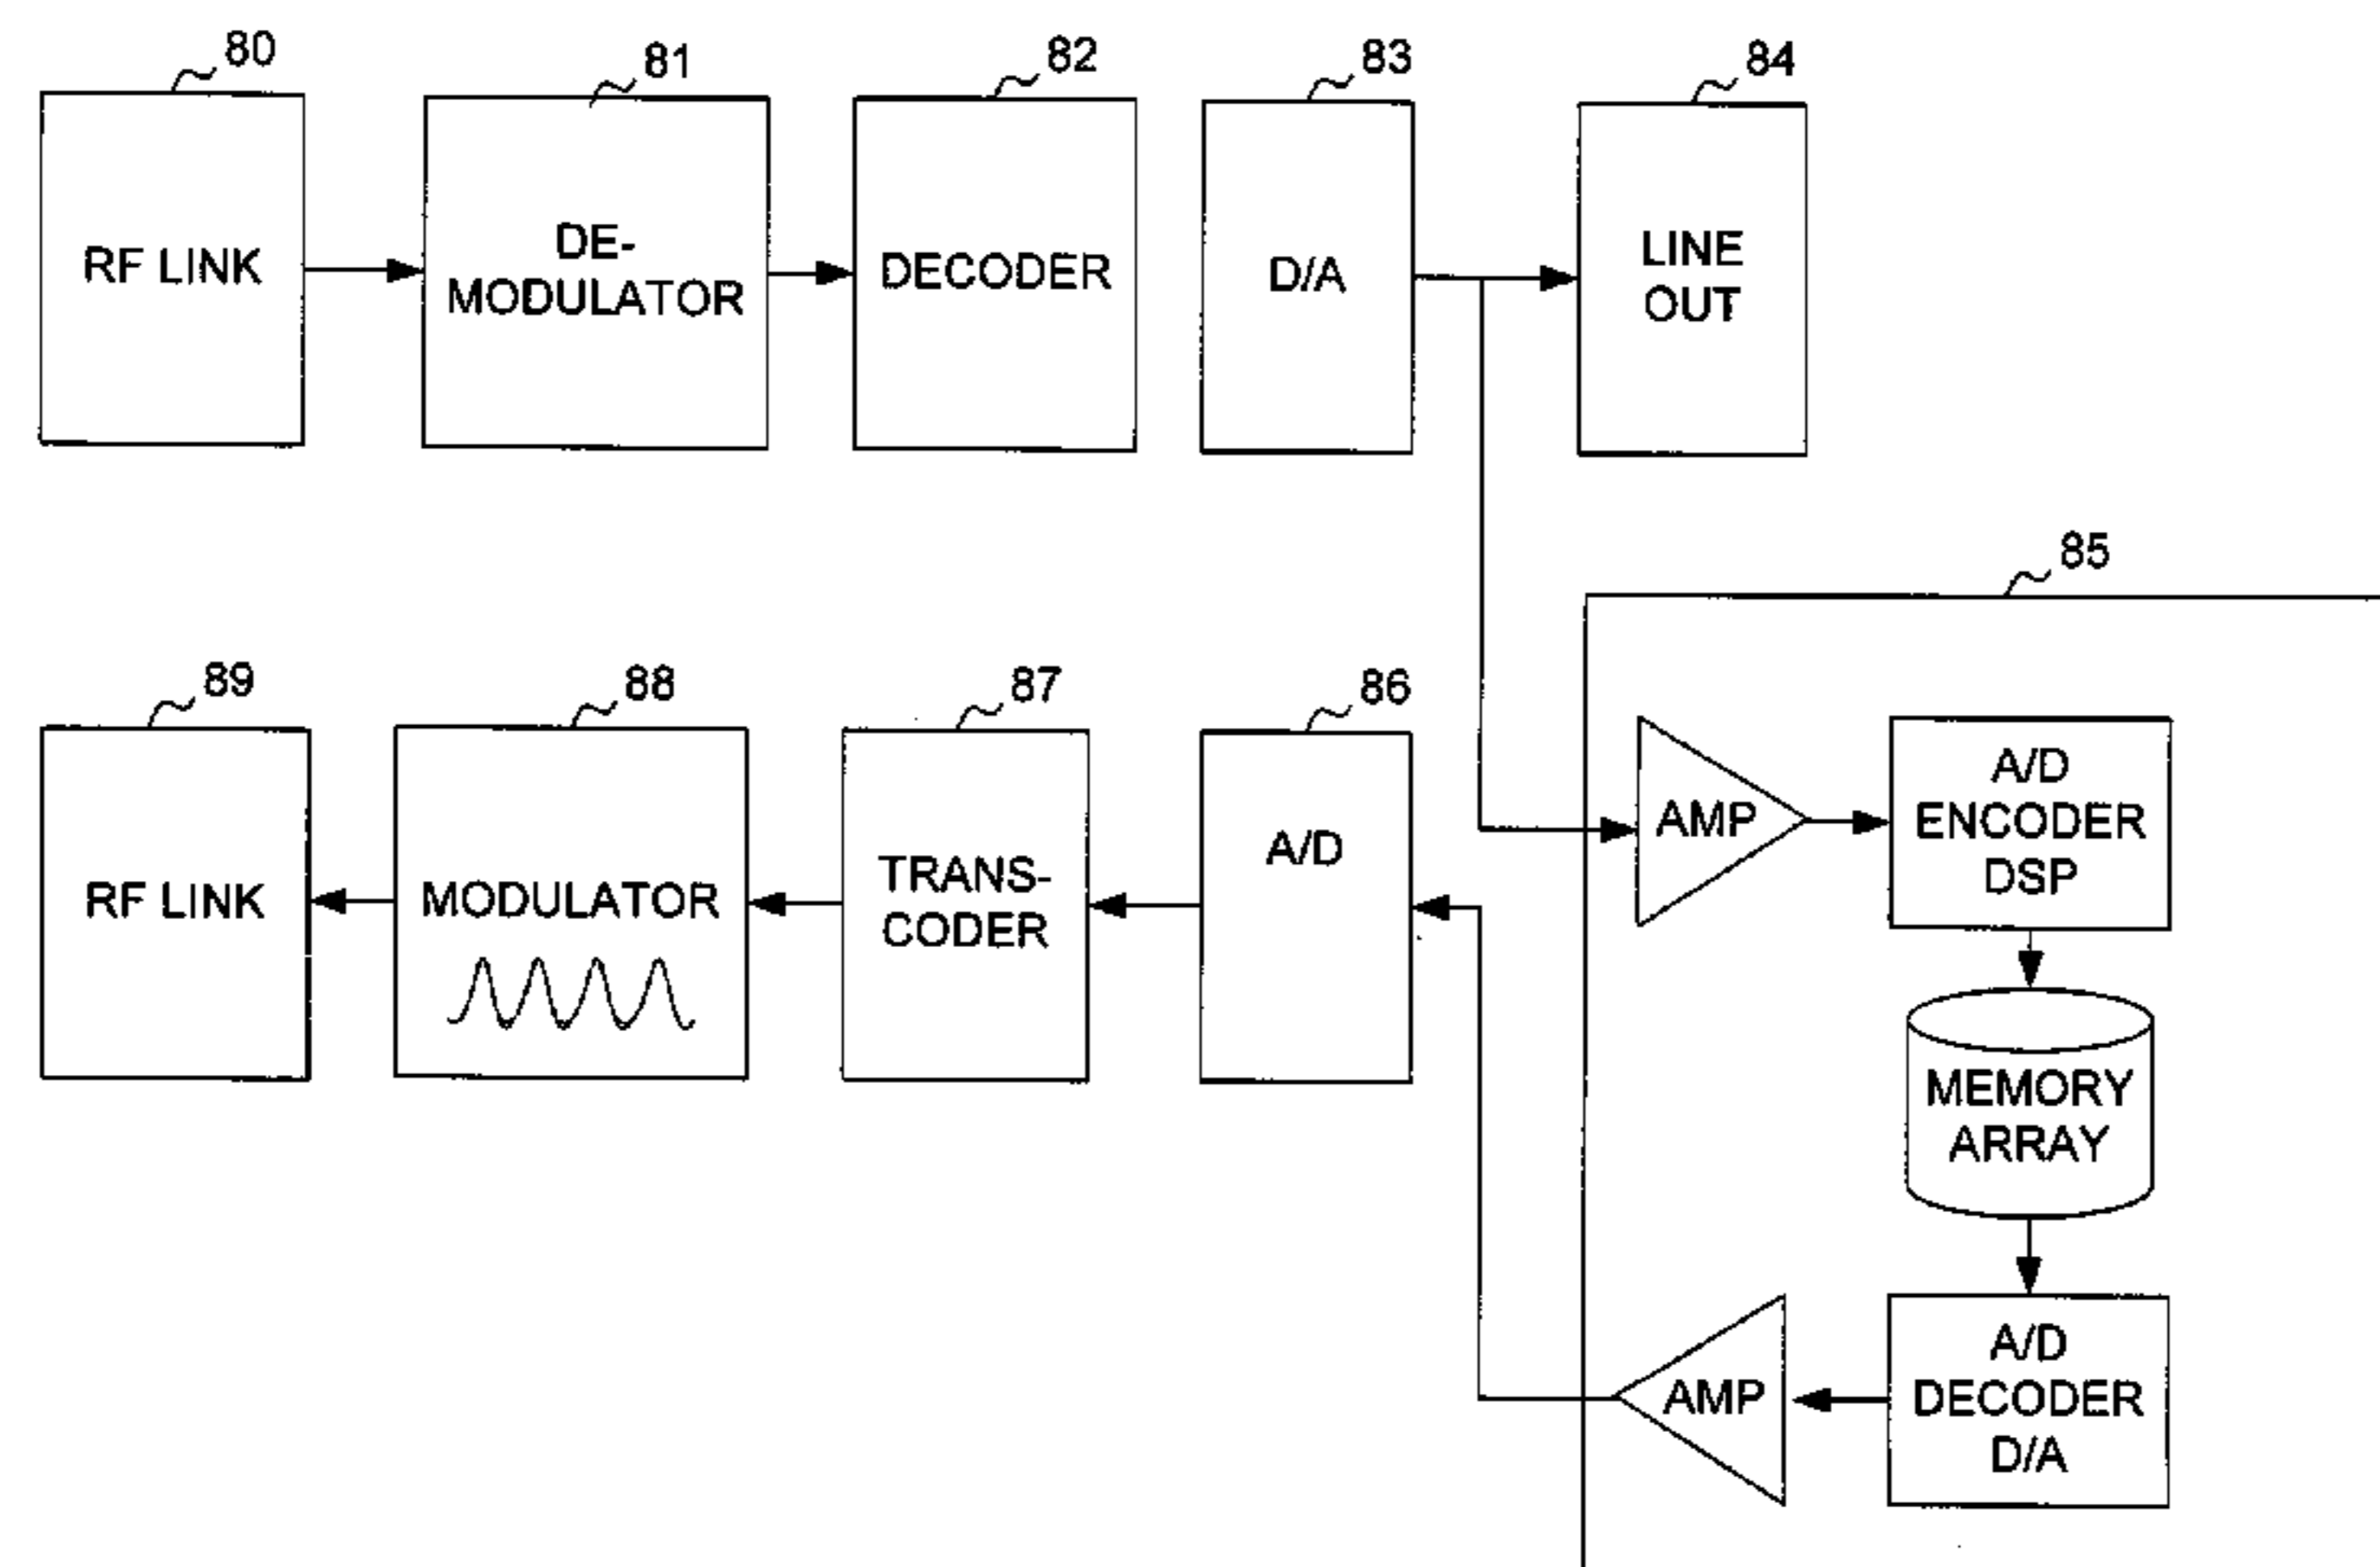 80
81
82
83
84
RF LINK
DE-
MODULATOR
DECODER
D/A
LINE
OUT
85
89
88
87
86
RF LINK
MODULATOR
TRANS-
CODER
A/D
AMP
A/D
ENCODER
DSP
MEMORY
ARRAY
AMP
A/D
DECODER
D/A